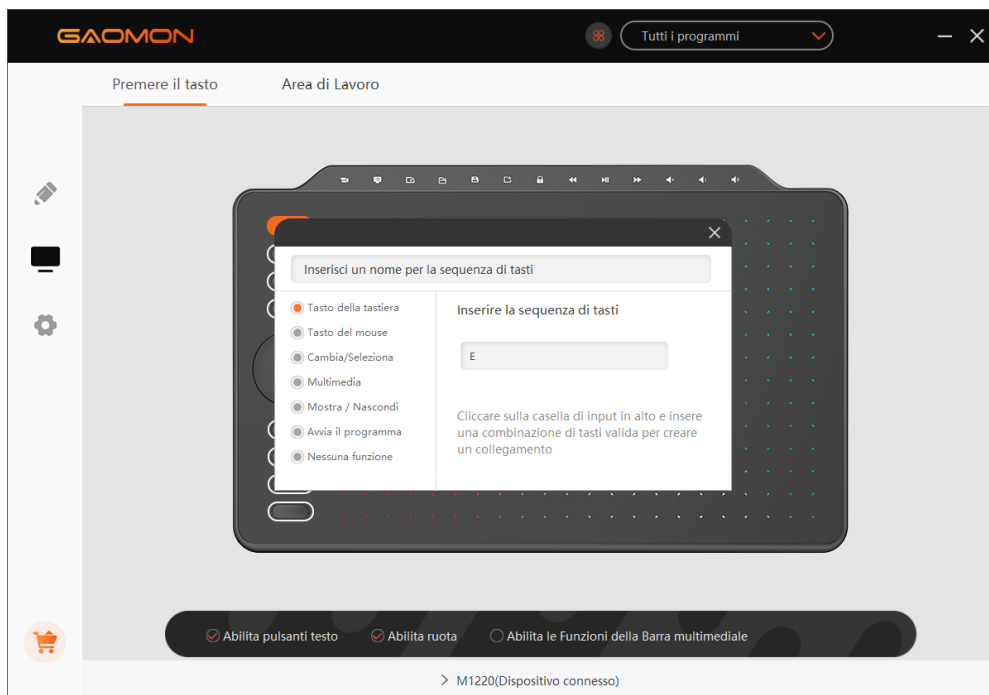 GAOMON
Tutti i programmi
Premere il tasto
Area di Lavoro
Inserisci un nome per la sequenza di tasti
Tasto della tastiera
Tasto del mouse
Cambia/Seleziona
Multimedia
Mostra / Nascondi
Avvia il programma
Nessuna funzione
Inserire la sequenza di tasti
E
Cliccare sulla casella di input in alto e insere
una combinazione di tasti valida per creare
un collegamento
Abilita pulsanti testo
Abilita ruota
Abilita le Funzioni della Barra multimediale
M1220(Dispositivo connesso)